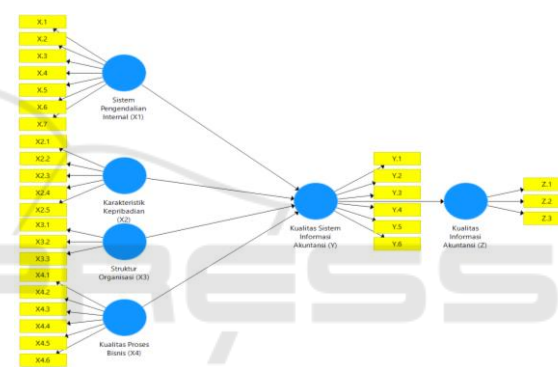 X.1
X.2
X.3
X.4
X.5
X.6
X.7
Sistem
Pengendalian
Internal (X1)
X2.1
X2.2
X2.3
X2.4
X2.5
Karakteristik
Kepribadian
(X2)
X3.1
X3.2
X3.3
Struktur
Organisasi (X3)
X4.1
X4.2
X4.3
X4.4
X4.5
X4.6
Kualitas Proses
Bisnis (X4)
Y.1
Y.2
Y.3
Y.4
Y.5
Y.6
Kualitas Sistem
Informasi
Akuntansi (Y)
Z.1
Z.2
Z.3
Kualitas
Informasi
Akuntansi (Z)
PRESS